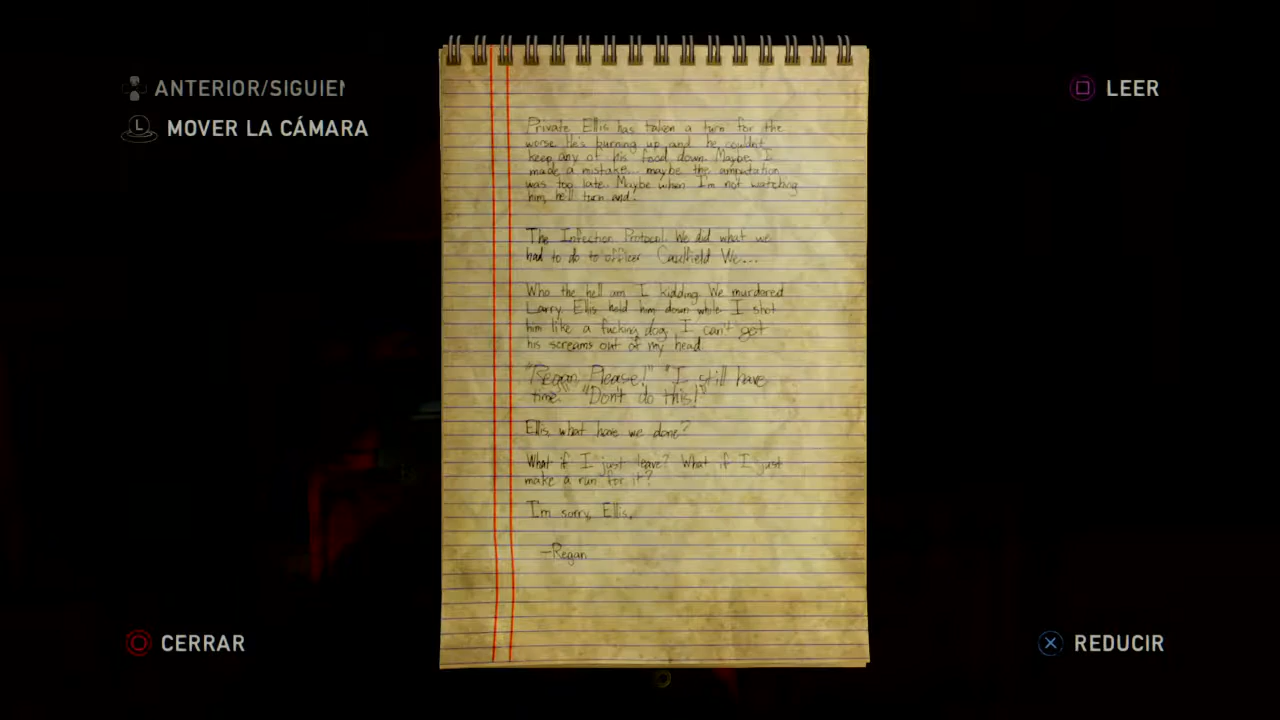 ANTERIOR/SIGUIEN
MOVER LA CÁMARA
LEER
Private Ellis has taken a turn for the
worse. He's burning up and he couldn't
keep any of his food down. Maybe I
made a mistake... maybe the amputation
was too late. Maybe when I'm not watching
him, he'll turn and.
The Infection Protocol. We did what we
had to do to officer Caulfield. We...
Who the hell am I kidding. We murdered
Larry. Ellis held him down while I shot
him like a fucking dog. I can't get
his screams out of my head
"Regan, Please!" "I still have
time." "Don't do this!"
Ellis, what have we done?
What if I just leave? What if I just
make a run for it?
I'm sorry, Ellis.
—Regan
CERRAR
REDUCIR